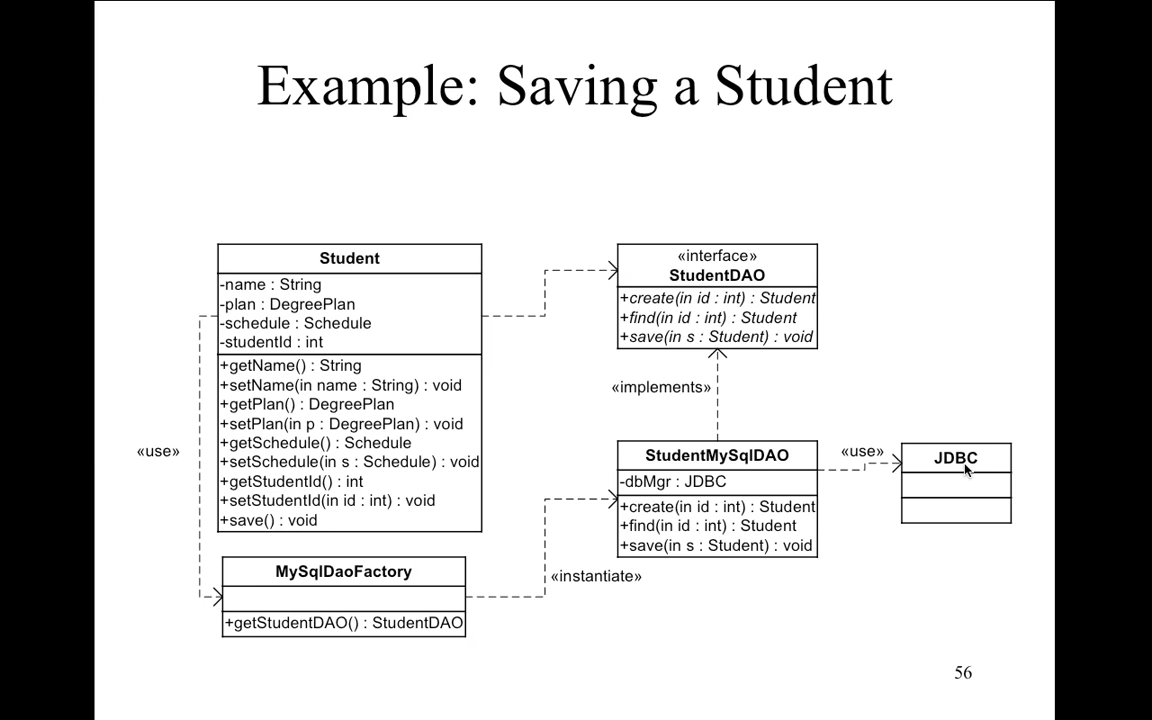 Example: Saving a Student
Student
-name : String
-plan : DegreePlan
-schedule : Schedule
-studentId : int
+getName() : String
+setName(in name : String) : void
+getPlan() : DegreePlan
+setPlan(in p : DegreePlan) : void
+getSchedule() : Schedule
+setSchedule(in s : Schedule) : void
+getStudentId() : int
+setStudentId(in id : int) : void
+save() : void
«interface»
StudentDAO
+create(in id : int) : Student
+find(in id : int) : Student
+save(in s : Student) : void
«implements»
«use»
StudentMySqlDAO
-dbMgr : JDBC
+create(in id : int) : Student
+find(in id : int) : Student
+save(in s : Student) : void
«use»
JDBC
MySqlDaoFactory
+getStudentDAO() : StudentDAO
«instantiate»
56